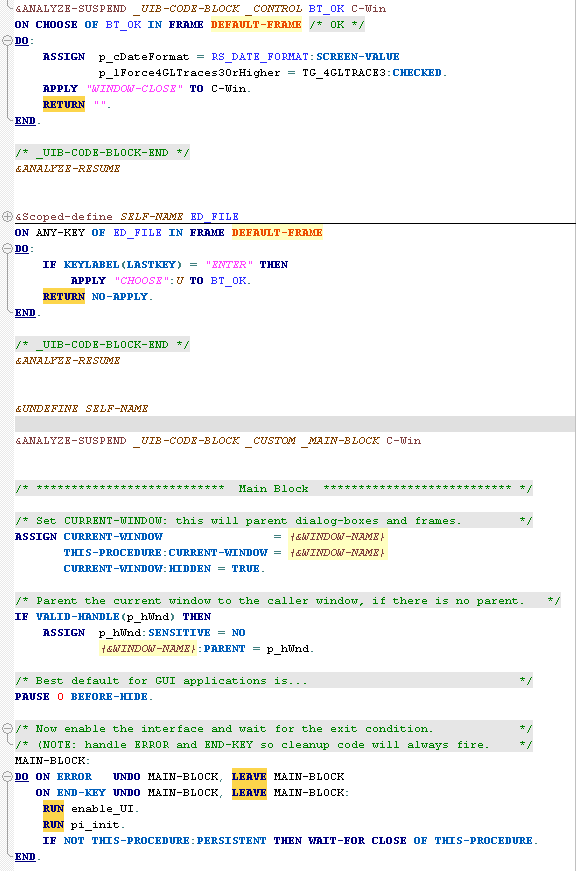 &ANALYZE-SUSPEND _UIB-CODE-BLOCK _CONTROL BT_OK C-Win
ON CHOOSE OF BT_OK IN FRAME DEFAULT-FRAME /* OK */
DO:
    ASSIGN  p_cDateFormat = RS_DATE_FORMAT:SCREEN-VALUE
            p_lForce4GLTraces3OrHigher = TG_4GLTRACE3:CHECKED.
    APPLY "WINDOW-CLOSE" TO C-Win.
    RETURN "".
END.
/* _UIB-CODE-BLOCK-END */
&ANALYZE-RESUME
&Scoped-define SELF-NAME ED_FILE
ON ANY-KEY OF ED_FILE IN FRAME DEFAULT-FRAME
DO:
    IF KEYLABEL(LASTKEY) = "ENTER" THEN
        APPLY "CHOOSE":U TO BT_OK.
    RETURN NO-APPLY.
END.
/* _UIB-CODE-BLOCK-END */
&ANALYZE-RESUME
&UNDEFINE SELF-NAME
&ANALYZE-SUSPEND _UIB-CODE-BLOCK _CUSTOM _MAIN-BLOCK C-Win
/* *************************** Main Block *************************** */
/* Set CURRENT-WINDOW: this will parent dialog-boxes and frames. */
ASSIGN CURRENT-WINDOW = {&WINDOW-NAME}
       THIS-PROCEDURE:CURRENT-WINDOW = {&WINDOW-NAME}
       CURRENT-WINDOW:HIDDEN = TRUE.
/* Parent the current window to the caller window, if there is no parent. */
IF VALID-HANDLE(p_hWnd) THEN
    ASSIGN  p_hWnd:SENSITIVE = NO
            {&WINDOW-NAME}:PARENT = p_hWnd.
/* Best default for GUI applications is... */
PAUSE 0 BEFORE-HIDE.
/* Now enable the interface and wait for the exit condition.
/* (NOTE: handle ERROR and END-KEY so cleanup code will always fire. */
MAIN-BLOCK:
DO ON ERROR   UNDO MAIN-BLOCK, LEAVE MAIN-BLOCK
   ON END-KEY UNDO MAIN-BLOCK, LEAVE MAIN-BLOCK:
    RUN enable_UI.
    RUN pi_init.
    IF NOT THIS-PROCEDURE:PERSISTENT THEN WAIT-FOR CLOSE OF THIS-PROCEDURE.
END.